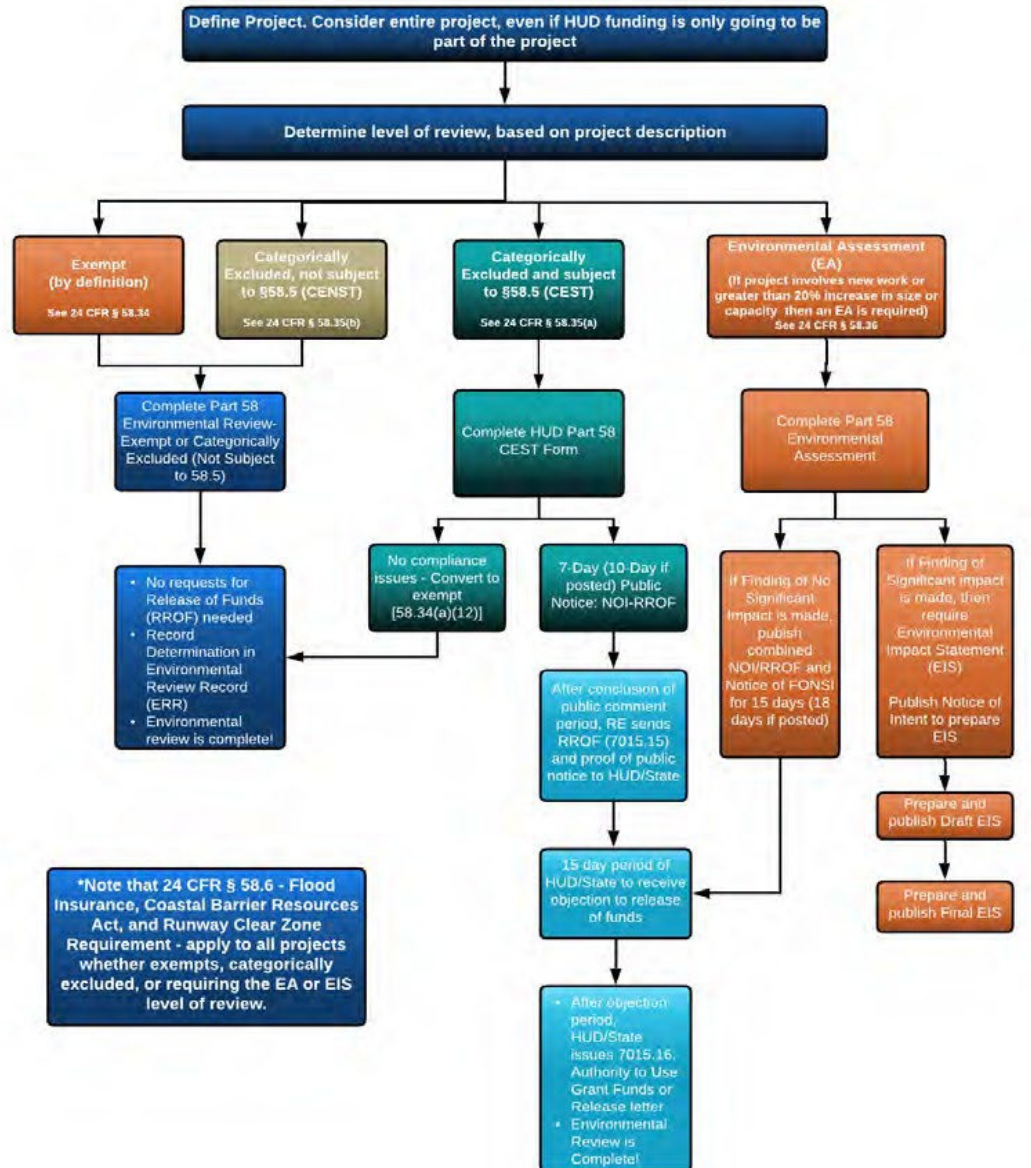 Define Project. Consider entire project, even if HUD funding is only going to be
part of the project
Determine level of review, based on project description
Exempt
(by definition)
See 24 CFR § 58.34
Categorically
Excluded, not subject
to §58.5 (CENST)
See 24 CFR § 58.35(b)
Categorically
Excluded and subject
to §58.5 (CEST)
See 24 CFR § 58.35(a)
Environmental Assessment
(EA)
(If project involves new work or
greater than 20% increase in size or
capacity then an EA is required)
See 24 CFR § 58.36
Complete Part 58
Environmental Review-
Exempt or Categorically
Excluded (Not Subject
to 58.5)
Complete HUD Part 58
CEST Form
Complete Part 58
Environmental
Assessment
• No requests for
Release of Funds
(RROF) needed
• Record
Determination in
Environmental
Review Record
(ERR)
• Environmental
review is complete!
No compliance
issues - Convert to
exempt
[58.34(a)(12)]
7-Day (10-Day if
posted) Public
Notice: NOI-RROF
If Finding of No
Significant
Impact is made,
publish
combined
NOI/RROF and
Notice of FONSI
for 15 days (18
days if posted)
If Finding of
Significant impact
is made, then
require
Environmental
Impact Statement
(EIS)
Publish Notice of
Intent to prepare
EIS
After conclusion of
public comment
period, RE sends
RROF (7015.15)
and proof of public
notice to HUD/State
Prepare and
publish Draft EIS
15 day period of
HUD/State to receive
objection to release
of funds
Prepare and
publish Final EIS
*Note that 24 CFR § 58.6 - Flood
Insurance, Coastal Barrier Resources
Act, and Runway Clear Zone
Requirement - apply to all projects
whether exempts, categorically
excluded, or requiring the EA or EIS
level of review.
• After objection
period,
HUD/State
issues 7015.16,
Authority to Use
Grant Funds or
Release letter
• Environmental
Review is
Complete!